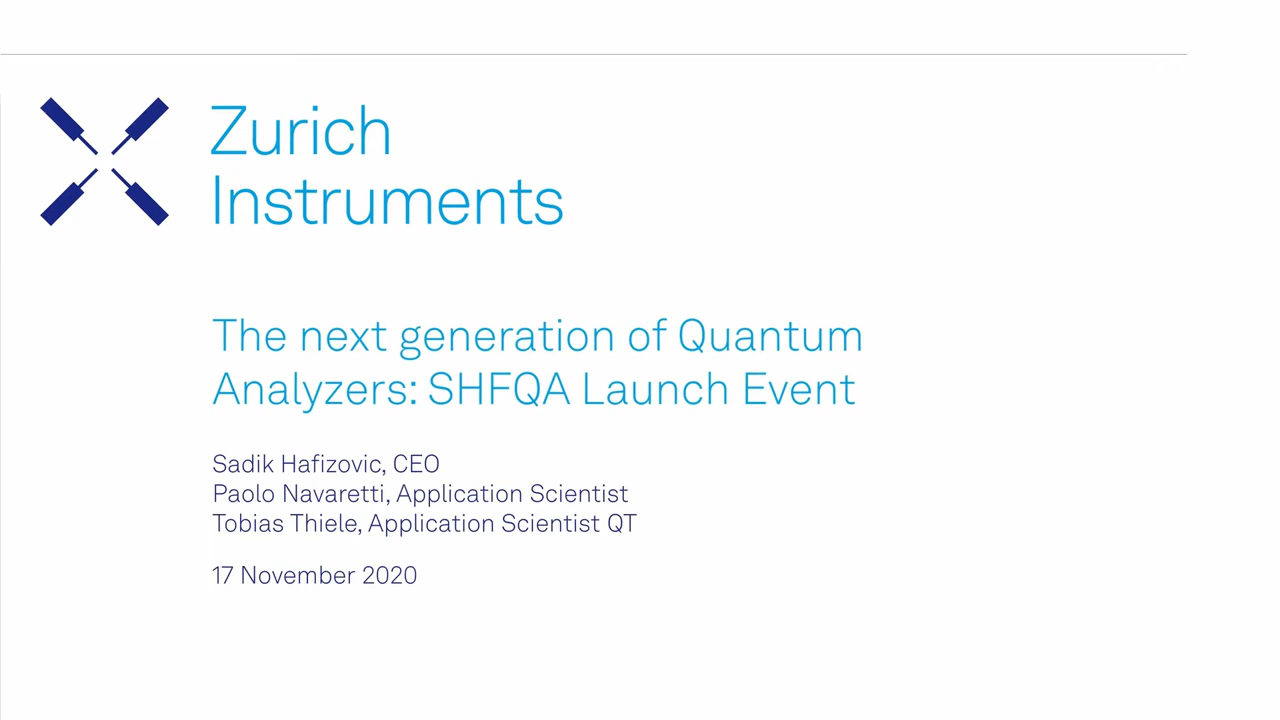 Zurich
Instruments
The next generation of Quantum
Analyzers: SHFQA Launch Event
Sadik Hafizovic, CEO
Paolo Navaretti, Application Scientist
Tobias Thiele, Application Scientist QT
17 November 2020